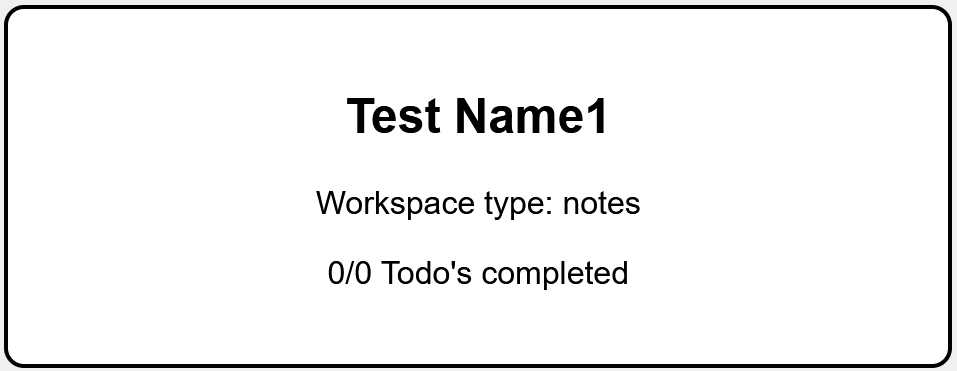 Test Name1
Workspace type: notes
0/0 Todo's completed